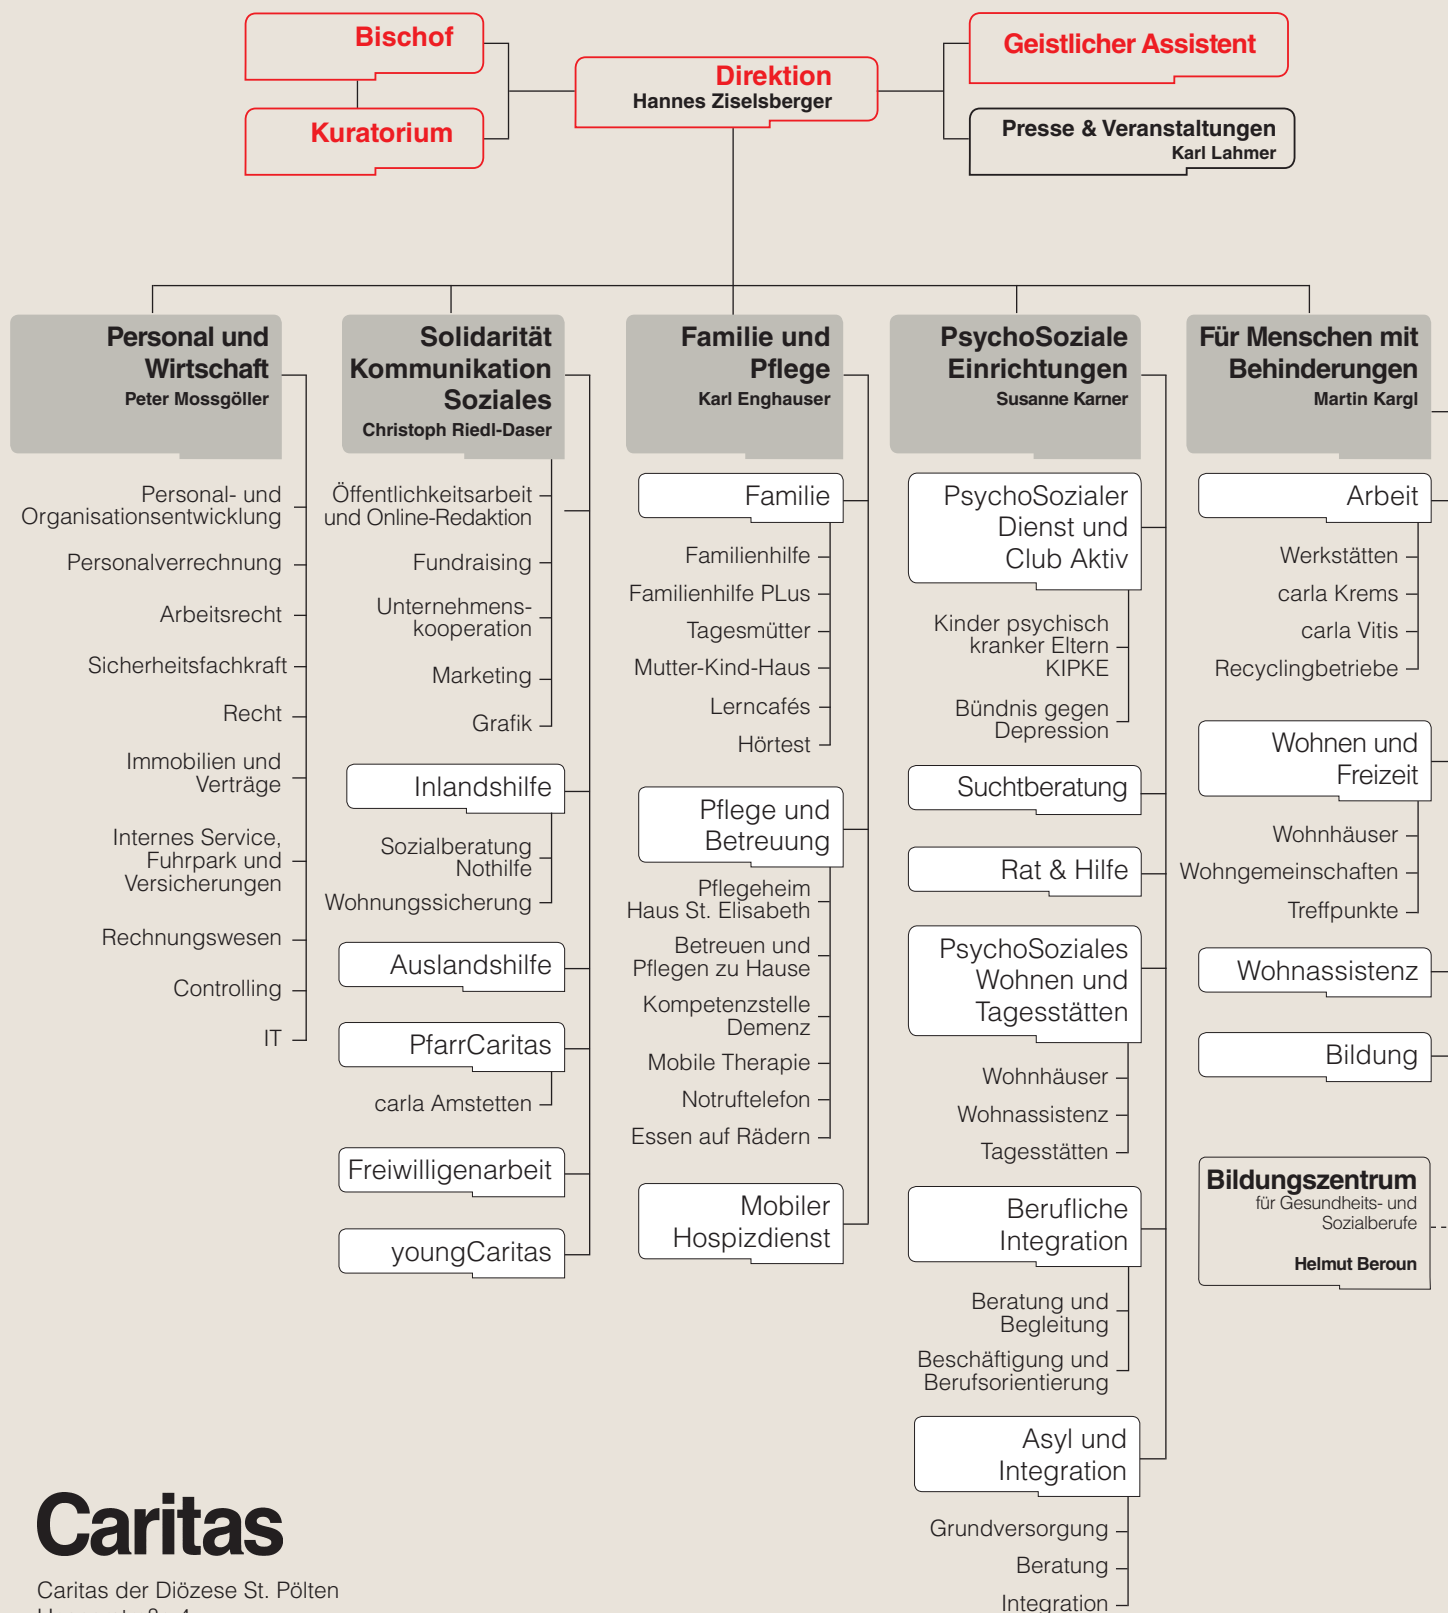 Bischof
Kuratorium
Direktion
Hannes Ziselsberger
Geistlicher Assistent
Presse & Veranstaltungen
Karl Lahmer
Personal und
Wirtschaft
Peter Mossgöller
Personal- und
Organisationsentwicklung
Personalverrechnung
Arbeitsrecht
Sicherheitsfachkraft
Recht
Immobilien und
Verträge
Internes Service,
Fuhrpark und
Versicherungen
Rechnungswesen
Controlling
IT
Solidarität
Kommunikation
Soziales
Christoph Riedl-Daser
Öffentlichkeitsarbeit
und Online-Redaktion
Fundraising
Unternehmens-
kooperation
Marketing
Grafik
Inlandshilfe
Sozialberatung
Nothilfe
Wohnungssicherung
Auslandshilfe
PfarrCaritas
carla Amstetten
Freiwilligenarbeit
youngCaritas
Familie und
Pflege
Karl Enghauser
Familie
Familienhilfe
Familienhilfe PLus
Tagesmütter
Mutter-Kind-Haus
Lerncafés
Hörtest
Pflege und
Betreuung
Pflegeheim
Haus St. Elisabeth
Betreuen und
Pflegen zu Hause
Kompetenzstelle
Demenz
Mobile Therapie
Notruftelefon
Essen auf Rädern
Mobiler
Hospizdienst
PsychoSoziale
Einrichtungen
Susanne Karner
PsychoSozialer
Dienst und
Club Aktiv
Kinder psychisch
kranker Eltern
KIPKE
Bündnis gegen
Depression
Suchtberatung
Rat & Hilfe
PsychoSoziales
Wohnen und
Tagesstätten
Wohnhäuser
Wohnassistenz
Tagesstätten
Berufliche
Integration
Beratung und
Begleitung
Beschäftigung und
Berufsorientierung
Asyl und
Integration
Grundversorgung
Beratung
Integration
Für Menschen mit
Behinderungen
Martin Kargl
Arbeit
Werkstätten
carla Krems
carla Vitis
Recyclingbetriebe
Wohnen und
Freizeit
Wohnhäuser
Wohngemeinschaften
Treffpunkte
Wohnassistenz
Bildung
Bildungszentrum
für Gesundheits- und
Sozialberufe
Helmut Beroun
Caritas
Caritas der Diözese St. Pölten